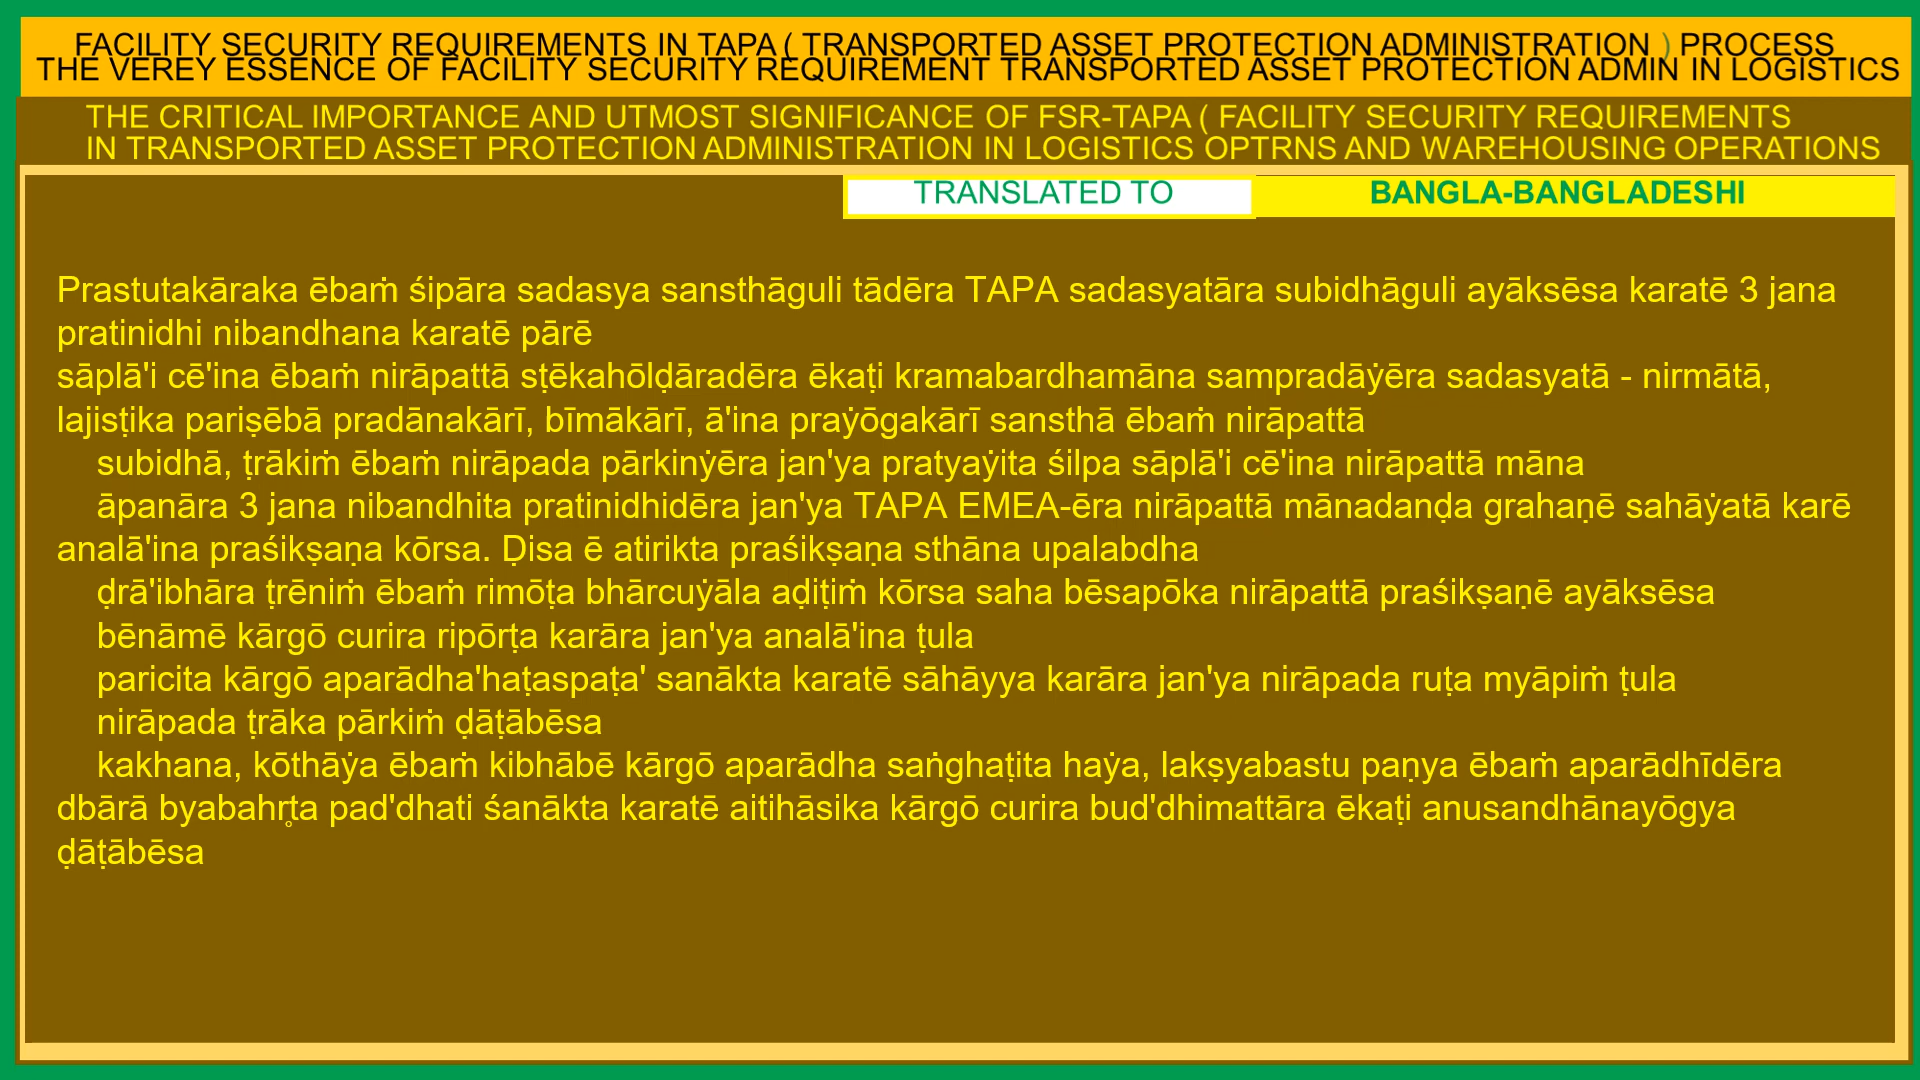 FACILITY SECURITY REQUIREMENTS IN TAPA ( TRANSPORTED ASSET PROTECTION ADMINISTRATION ) PROCESS
THE VEREY ESSENCE OF FACILITY SECURITY REQUIREMENT TRANSPORTED ASSET PROTECTION ADMIN IN LOGISTICS
THE CRITICAL IMPORTANCE AND UTMOST SIGNIFICANCE OF FSR-TAPA ( FACILITY SECURITY REQUIREMENTS
IN TRANSPORTED ASSET PROTECTION ADMINISTRATION IN LOGISTICS OPTRNS AND WAREHOUSING OPERATIONS
TRANSLATED TO
BANGLA-BANGLADESHI
Prastutakāraka ēbaṁ śipāra sadasya sansthāguli tādēra TAPA sadasyatāra subidhāguli ayāksēsa karatē 3 jana
pratinidhi nibandhana karatē pārē
sāplā'i cē'ina ēbaṁ nirāpattā sṭēkahōlḍāradēra ēkaṭi kramabardhamāna sampradāẏēra sadasyatā - nirmātā,
lajisṭika pariṣēbā pradānakārī, bīmākārī, ā'ina praẏōgakārī sansthā ēbaṁ nirāpattā
subidhā, ṭrākiṁ ēbaṁ nirāpada pārkinẏēra jan'ya pratyaẏita śilpa sāplā'i cē'ina nirāpattā māna
āpanāra 3 jana nibandhita pratinidhidēra jan'ya TAPA EMEA-ēra nirāpattā mānadanḍa grahaṇē sahāẏatā karē
analā'ina praśikṣaṇa kōrsa. Ḍisa ē atirikta praśikṣaṇa sthāna upalabdha
ḍrā'ibhāra ṭrēniṁ ēbaṁ rimōṭa bhārcuẏāla aḍiṭiṁ kōrsa saha bēsapōka nirāpattā praśikṣaṇē ayāksēsa
bēnāmē kārgō curira ripōrṭa karāra jan'ya analā'ina ṭula
paricita kārgō aparādha'haṭaspaṭa' sanākta karatē sāhāyya karāra jan'ya nirāpada ruṭa myāpiṁ ṭula
nirāpada ṭrāka pārkiṁ ḍāṭābēsa
kakhana, kōthāẏa ēbaṁ kibhābē kārgō aparādha saṅghaṭita haẏa, lakṣyabastu paṇya ēbaṁ aparādhīdēra
dbārā byabahr̥ta pad'dhati śanākta karatē aitihāsika kārgō curira bud'dhimattāra ēkaṭi anusandhānayōgya
ḍāṭābēsa